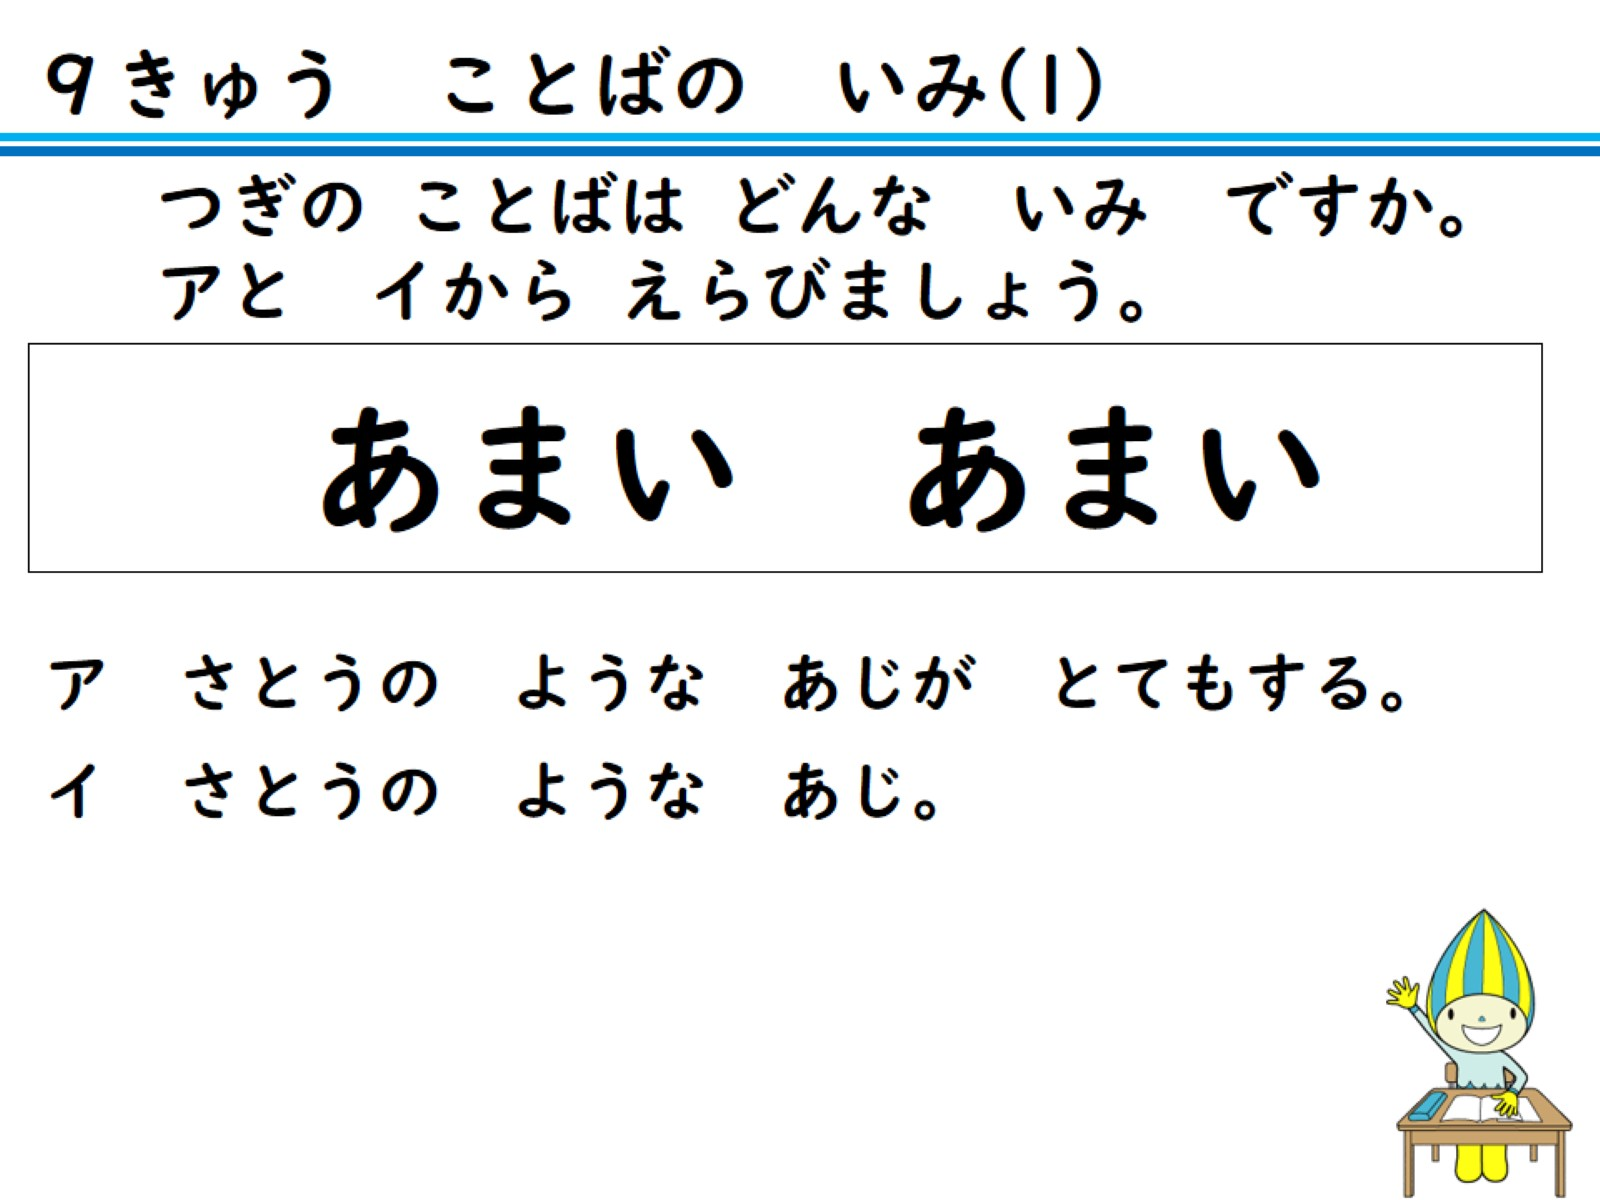 ９きゅう　ことばの　いみ(1)
つぎの ことばは どんな　いみ　ですか。
アと　イから えらびましょう。
あまい　あまい
ア　さとうの　ような　あじが　とてもする。
イ　さとうの　ような　あじ。